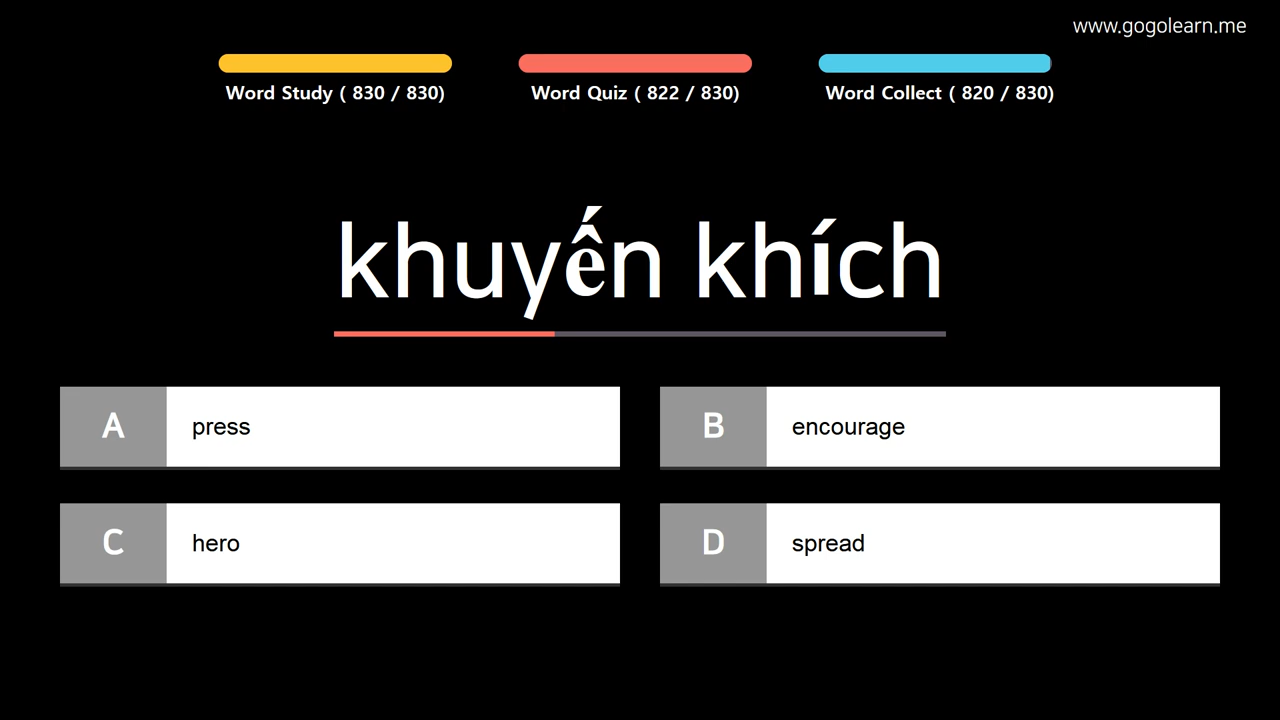 www.gogolearn.me
Word Study ( 830 / 830)
Word Quiz ( 822 / 830)
Word Collect ( 820 / 830)
khuyến khích
A press
B encourage
C hero
D spread